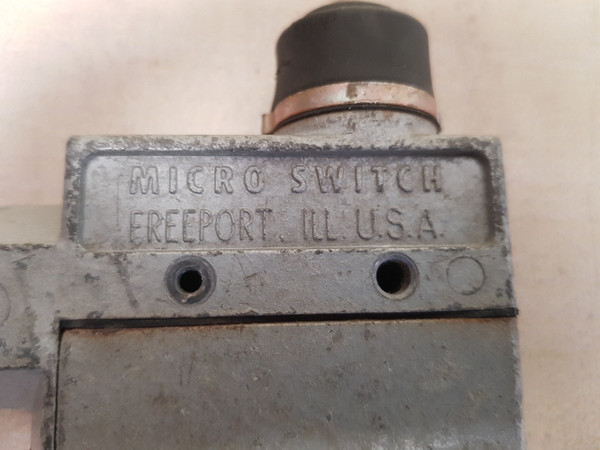 MICRO SWITCH
FREEPORT, ILL. U.S.A.